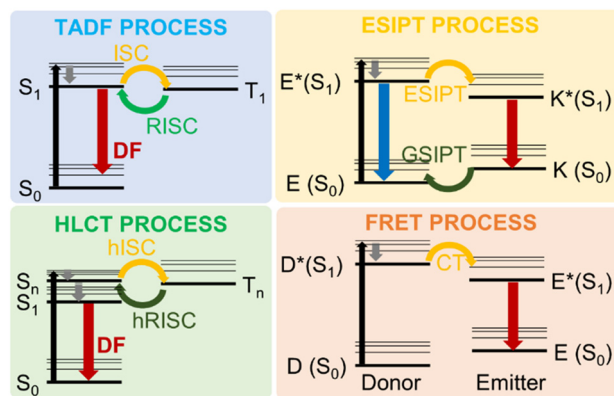 TADF PROCESS
ISC
S1
T1
RISC
DF
S0
ESIPT PROCESS
E*(S1)
ESIPT
K*(S1)
GSIPT
E (S0)
K (S0)
HLCT PROCESS
hISC
Sn
Tn
S1
hRISC
DF
S0
FRET PROCESS
D*(S1)
CT
E*(S1)
D (S0)
E (S0)
Donor
Emitter